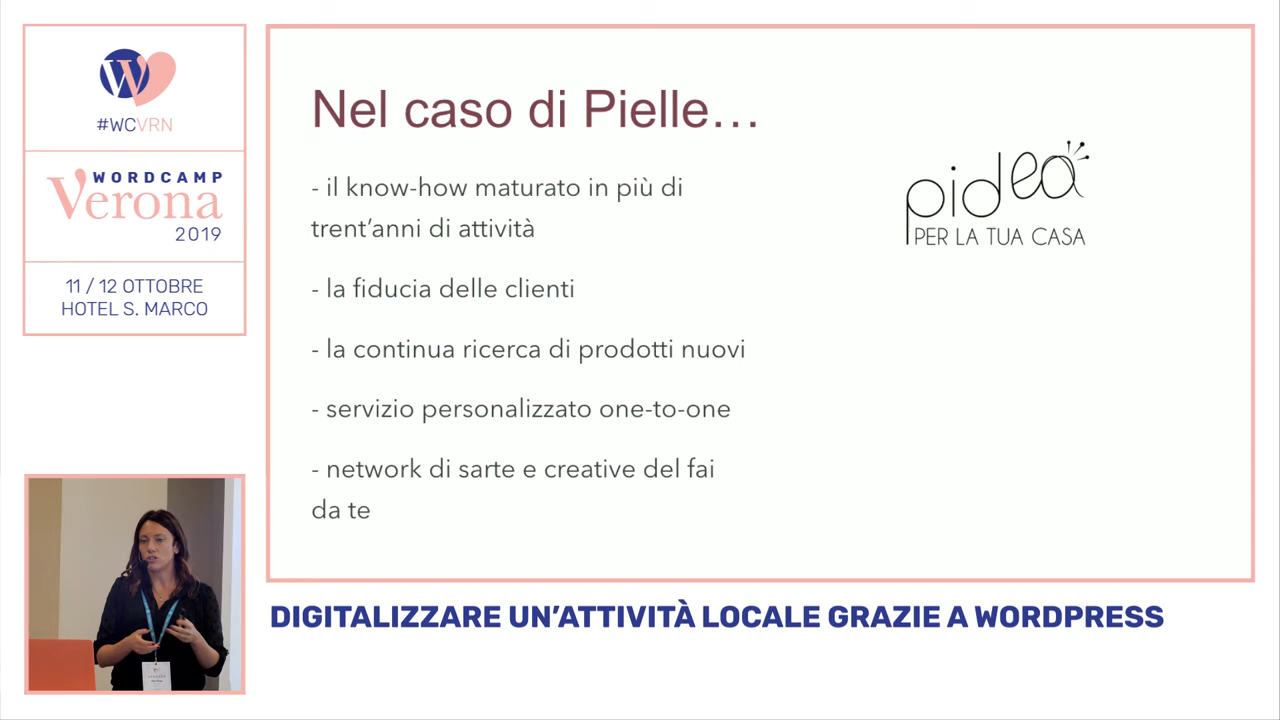 #WCVRN
WORDCAMP
Verona
2019
11 / 12 OTTOBRE
HOTEL S. MARCO
Nel caso di Pielle…
- il know-how maturato in più di
trent’anni di attività
- la fiducia delle clienti
- la continua ricerca di prodotti nuovi
- servizio personalizzato one-to-one
- network di sarte e creative del fai
da te
pidea
PER LA TUA CASA
DIGITALIZZARE UN’ATTIVITÀ LOCALE GRAZIE A WORDPRESS